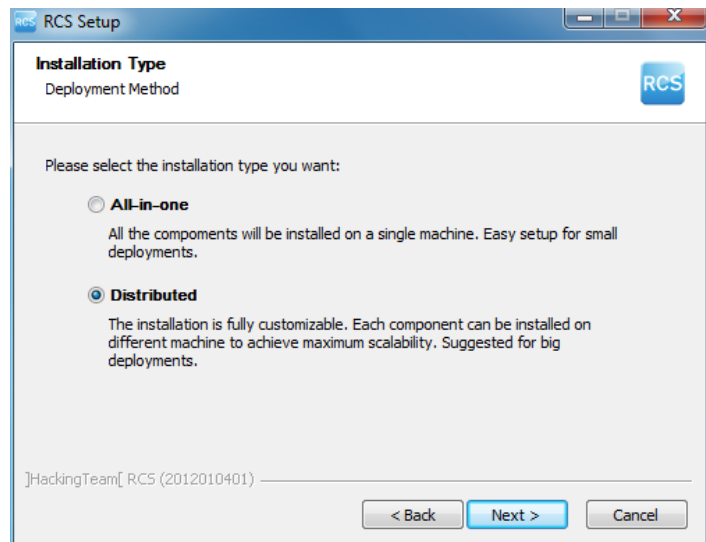 RCS RCS Setup
Installation Type
Deployment Method
RCS
Please select the installation type you want:
All-in-one
All the compoments will be installed on a single machine. Easy setup for small
deployments.
Distributed
The installation is fully customizable. Each component can be installed on
different machine to achieve maximum scalability. Suggested for big
deployments.
]HackingTeam[ RCS (2012010401)
< Back Next > Cancel